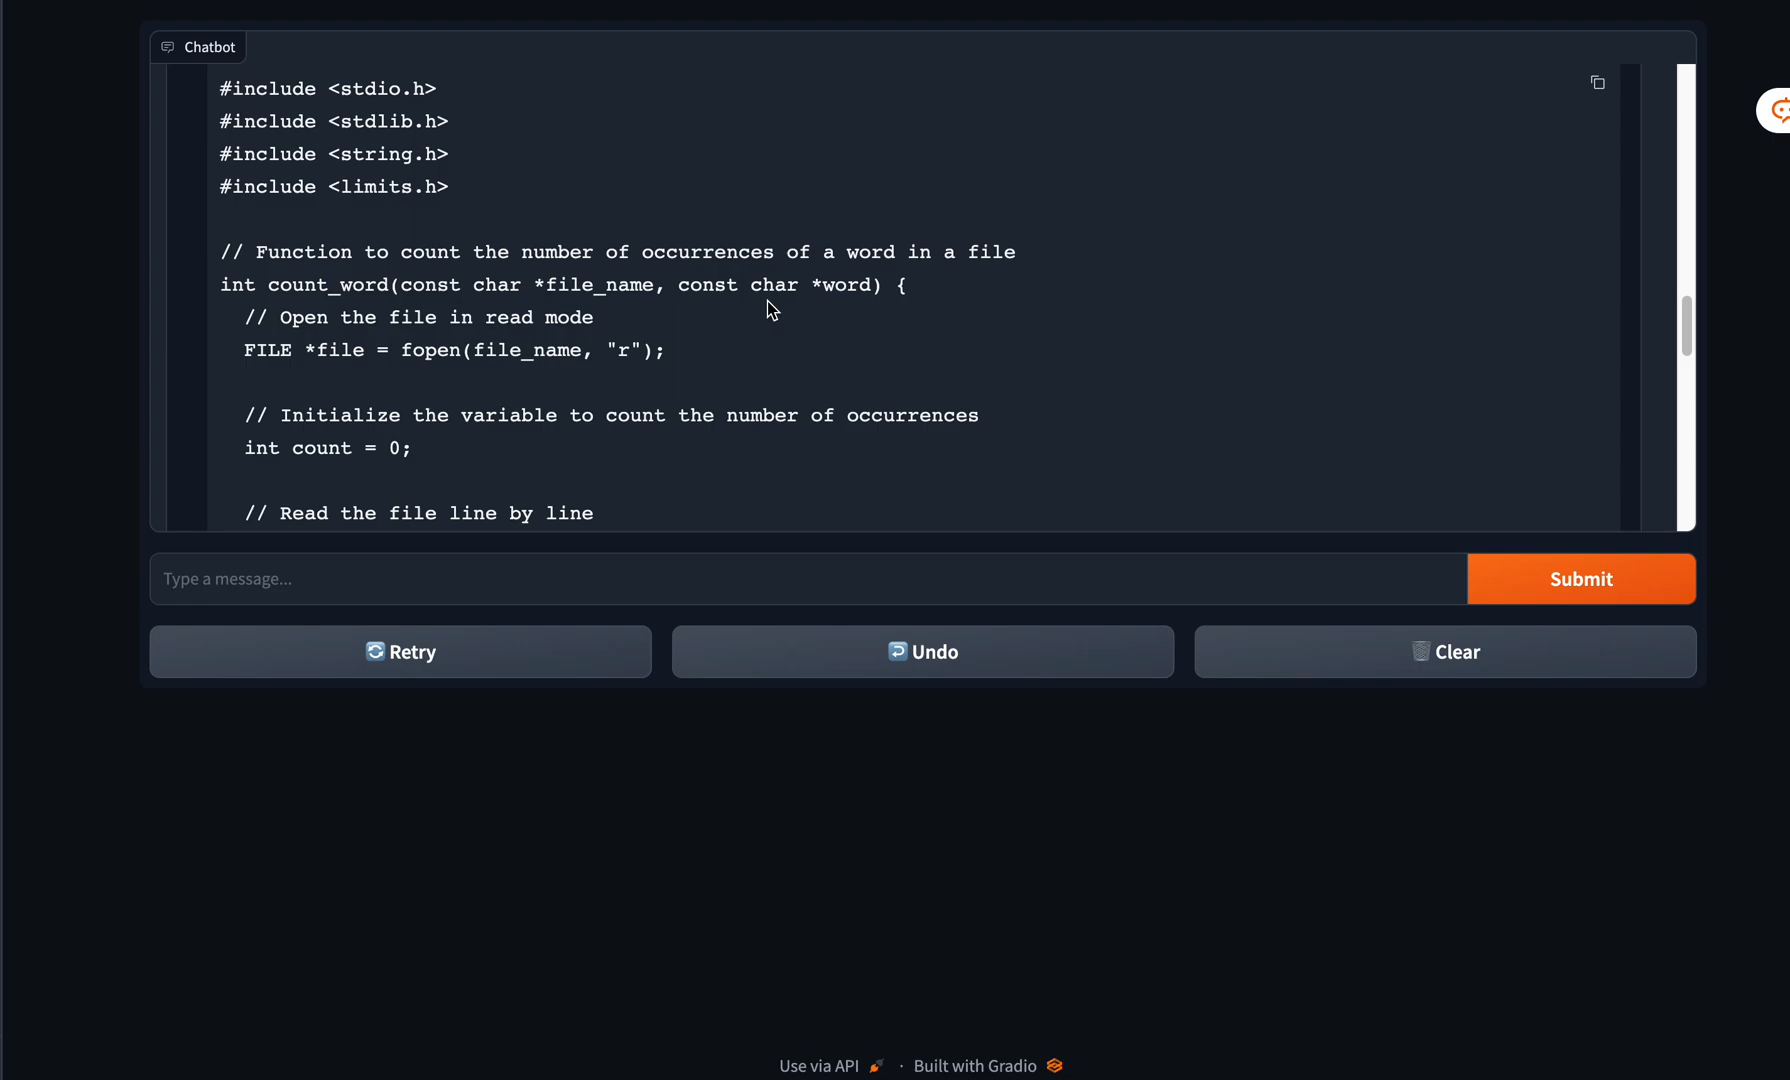 Chatbot
#include <stdio.h>
#include <stdlib.h>
#include <string.h>
#include <limits.h>
// Function to count the number of occurrences of a word in a file
int count_word(const char *file_name, const char *word) {
// Open the file in read mode
FILE *file = fopen(file_name, "r");
// Initialize the variable to count the number of occurrences
int count = 0;
// Read the file line by line
Type a message...
Submit
Retry
Undo
Clear
Use via API · Built with Gradio